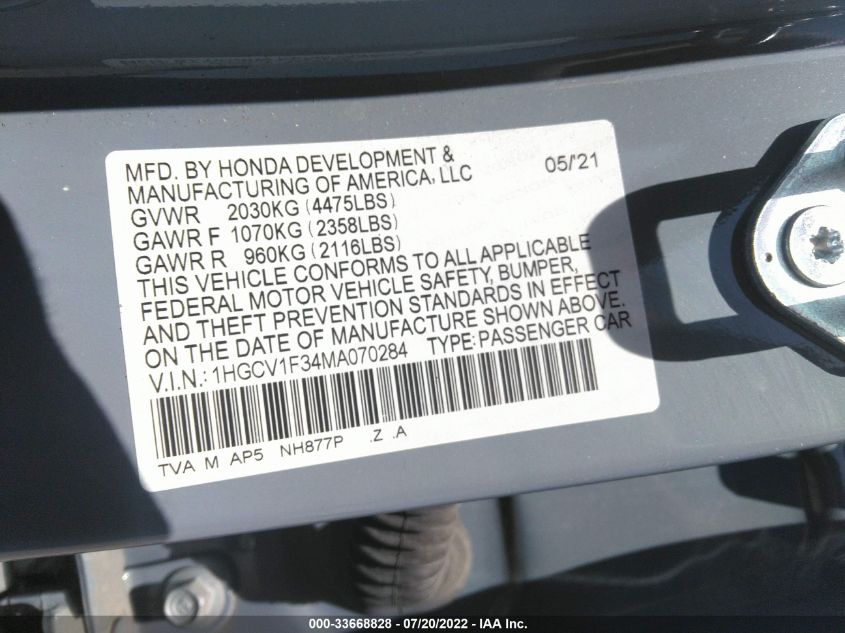 MFD. BY HONDA DEVELOPMENT & 05/'21
MANUFACTURING OF AMERICA, LLC
GVWR 2030KG (4475LBS)
GAWR F 1070KG (2358LBS)
GAWR R 960KG (2116LBS)
THIS VEHICLE CONFORMS TO ALL APPLICABLE
FEDERAL MOTOR VEHICLE SAFETY, BUMPER,
AND THEFT PREVENTION STANDARDS IN EFFECT
ON THE DATE OF MANUFACTURE SHOWN ABOVE.
V.I.N.: 1HGCV1F34MA070284 TYPE: PASSENGER CAR
TVA M AP5 NH877P .Z .A
000-33668828 - 07/20/2022 - IAA Inc.